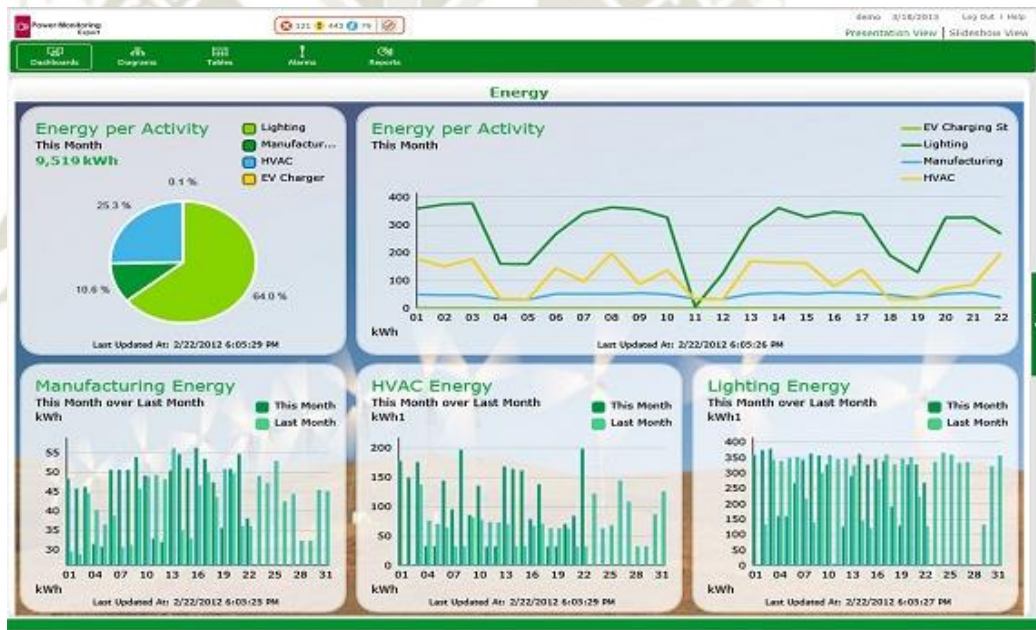 Power Monitoring
Expert
121 443 79
demo 3/18/2013 Log Out | Help
Presentation View | Slideshow View
Dashboards Diagrams Tables Alarms Reports
Energy
Energy per Activity
This Month
9,519 kWh
Lighting
Manufactur...
HVAC
EV Charger
0.1 %
25.3 %
10.6 %
64.0 %
Last Updated At: 2/22/2012 6:05:29 PM
Energy per Activity
This Month
EV Charging St
Lighting
Manufacturing
HVAC
400
300
200
100
0
01 02 03 04 05 06 07 08 09 10 11 12 13 14 15 16 17 18 19 20 21 22
kWh
Last Updated At: 2/22/2012 6:05:26 PM
Manufacturing Energy
This Month over Last Month
kWh
This Month
Last Month
55
50
45
40
35
30
01 04 07 10 13 16 19 22 25 28 31
kWh
Last Updated At: 2/22/2012 6:05:25 PM
HVAC Energy
This Month over Last Month
kWh1
This Month
Last Month
200
150
100
50
0
01 04 07 10 13 16 19 22 25 28 31
kWh
Last Updated At: 2/22/2012 6:05:29 PM
Lighting Energy
This Month over Last Month
kWh1
This Month
Last Month
400
350
300
250
200
150
100
50
0
01 04 07 10 13 16 19 22 25 28 31
kWh
Last Updated At: 2/22/2012 6:05:27 PM